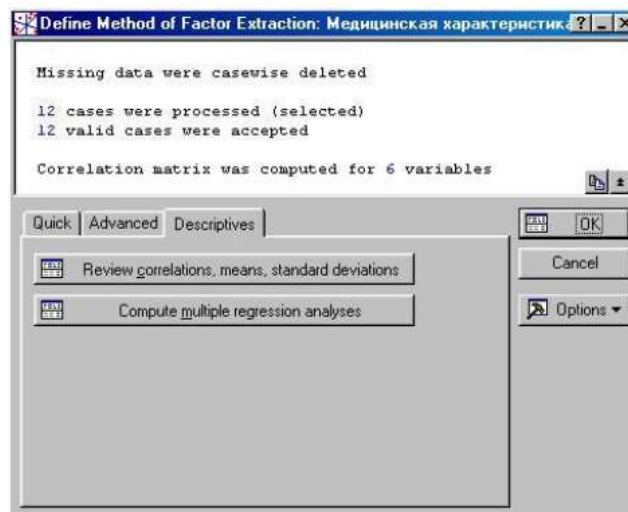 Define Method of Factor Extraction: Медицинская характеристика
Missing data were casewise deleted
12 cases were processed (selected)
12 valid cases were accepted
Correlation matrix was computed for 6 variables
Quick Advanced Descriptives
OK
Review correlations, means, standard deviations
Cancel
Compute multiple regression analyses
Options